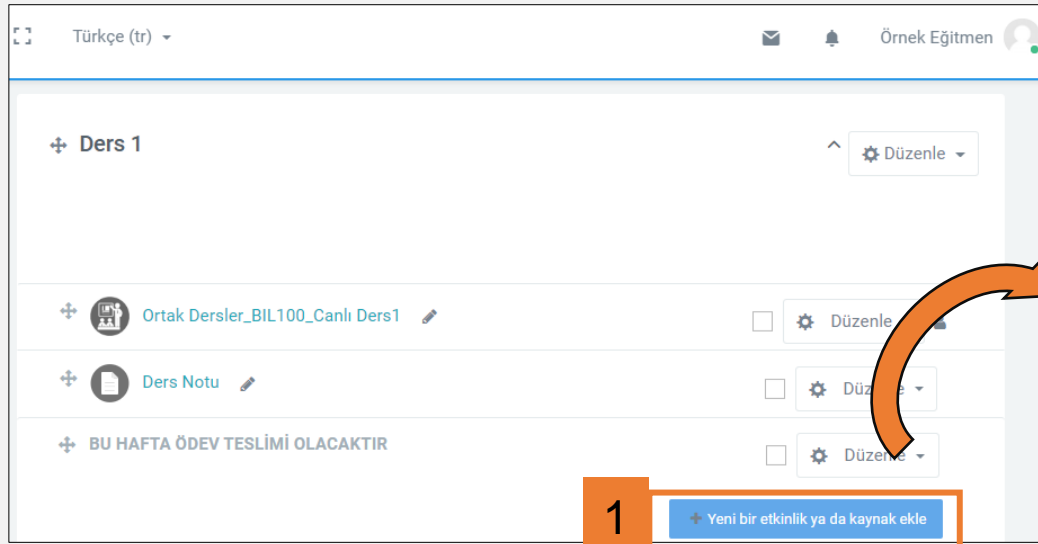 Türkçe (tr)
Örnek Eğitmen
Ders 1
Düzenle
Ortak Dersler_BIL100_Canlı Ders1
Düzenle
Ders Notu
BU HAFTA ÖDEV TESLİMİ OLACAKTIR
Düzenle
1
+ Yeni bir etkinlik ya da kaynak ekle